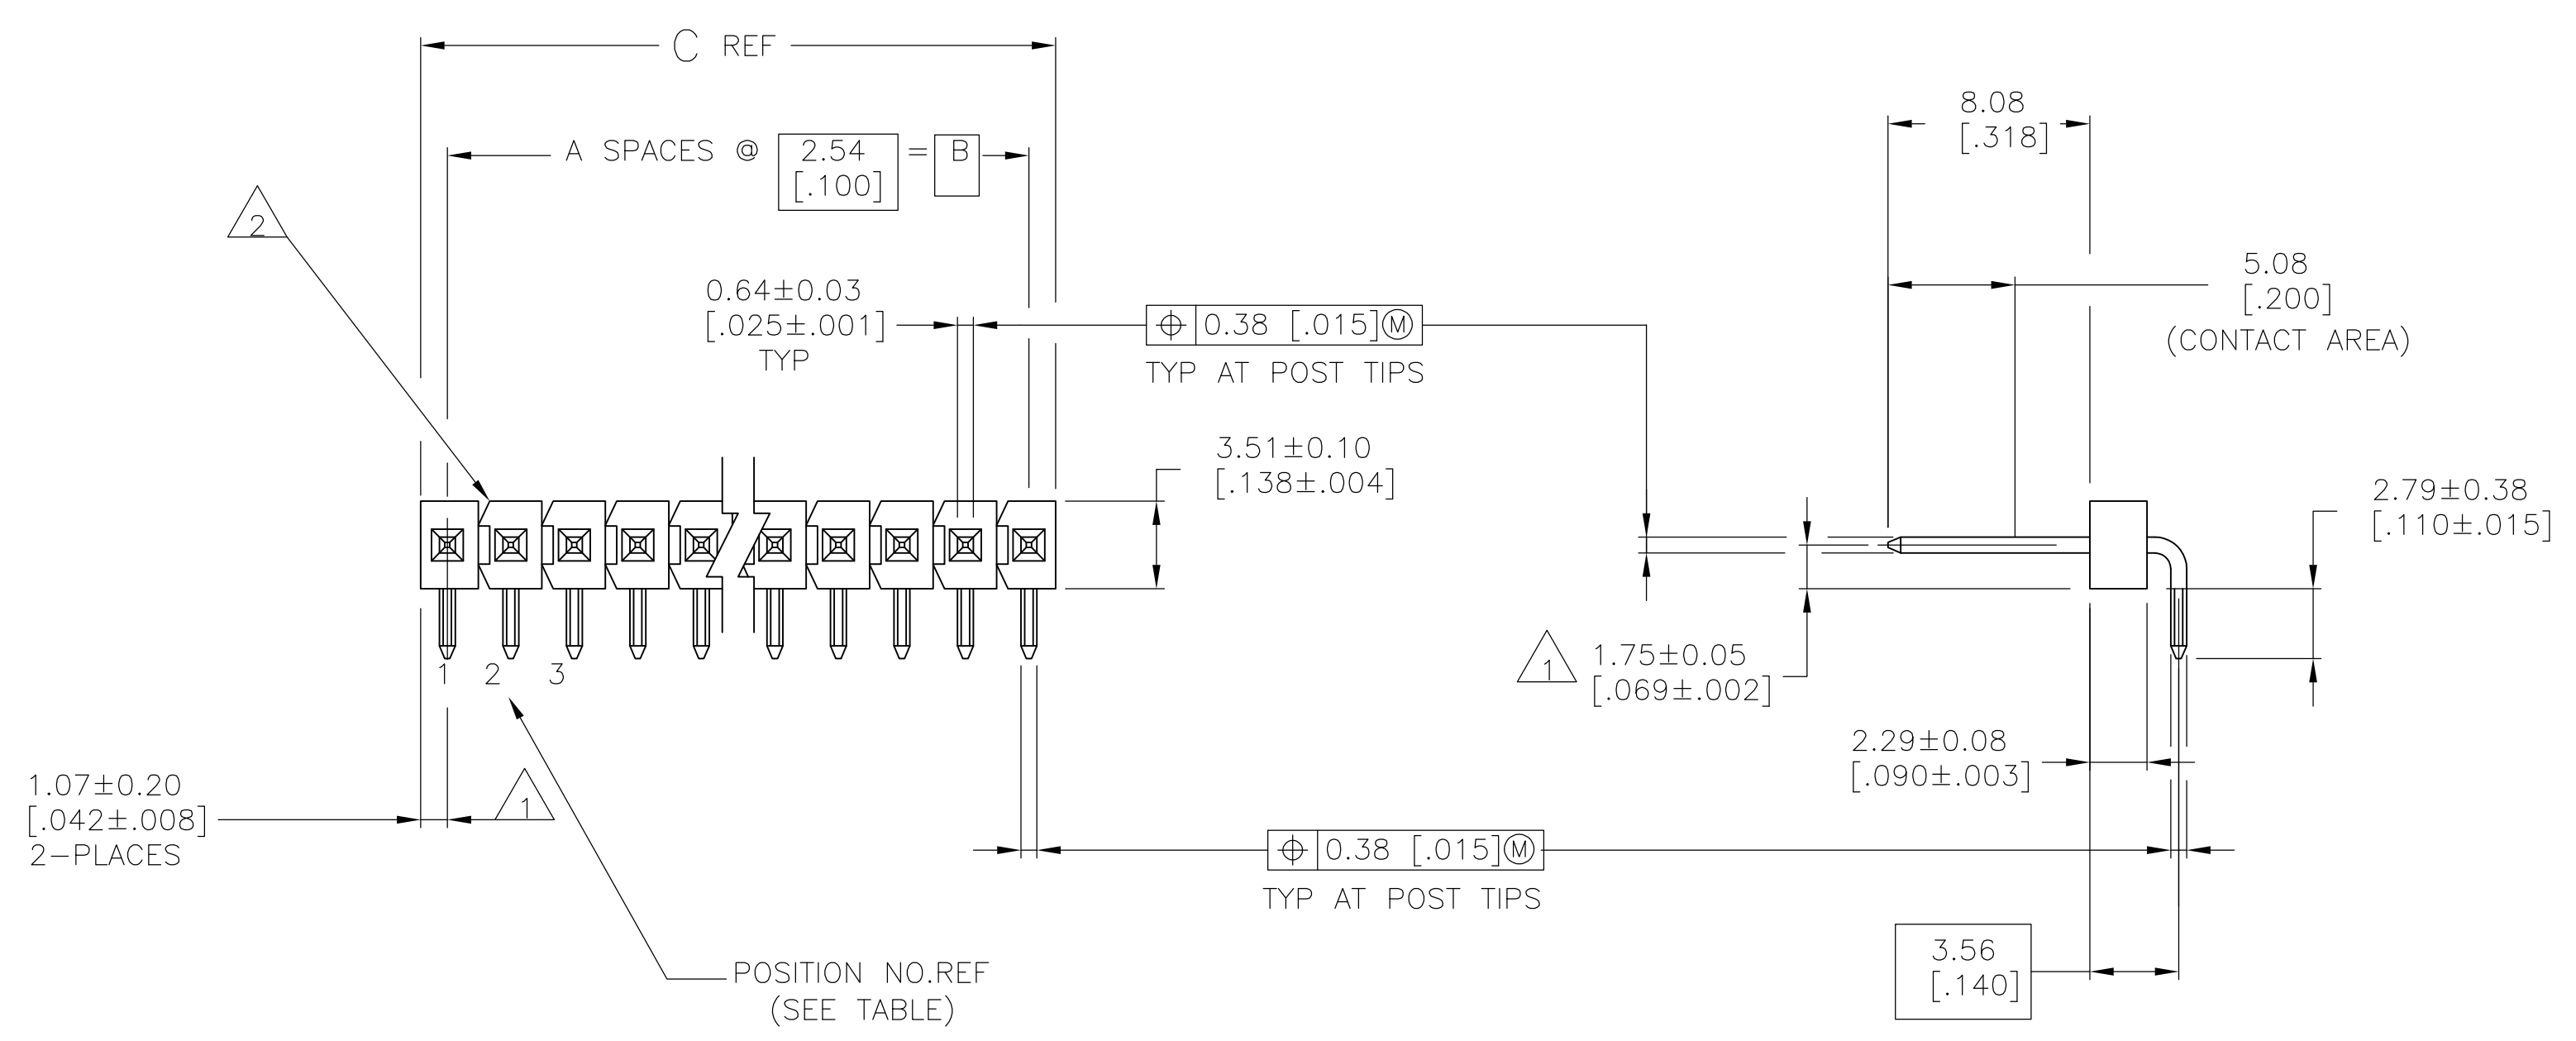 C REF
A SPACES @ 2.54 = B
[.100]
2
0.64±0.03
[.025±.001]
TYP
⌖ 0.38 [.015]Ⓜ
TYP AT POST TIPS
3.51±0.10
[.138±.004]
1 2 3
1.07±0.20
[.042±.008]
2-PLACES
1
POSITION NO.REF
(SEE TABLE)
8.08
[.318]
5.08
[.200]
(CONTACT AREA)
2.79±0.38
[.110±.015]
1
1.75±0.05
[.069±.002]
2.29±0.08
[.090±.003]
⌖ 0.38 [.015]Ⓜ
TYP AT POST TIPS
3.56
[.140]